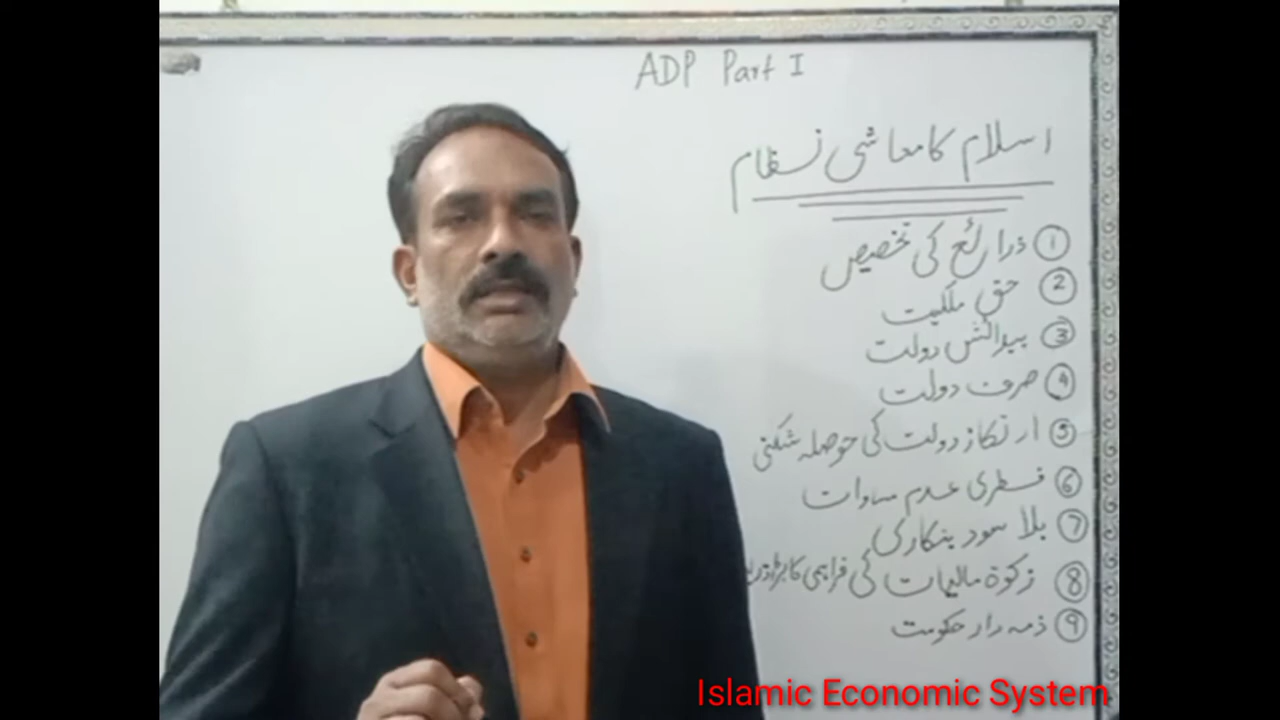 ADP Part I
اسلام کا معاشی نظام
① ذرائع کی تخصیص
② حق ملکیت
③ پیدائش دولت
④ صرف دولت
⑤ ارتکاز دولت کی حوصلہ شکنی
⑥ فطری عدم مساوات
⑦ بلا سود بنکاری
⑧ زکوۃ مالیات کی فراہمی کا بڑا
⑨ ذمہ دار حکومت
Islamic Economic System